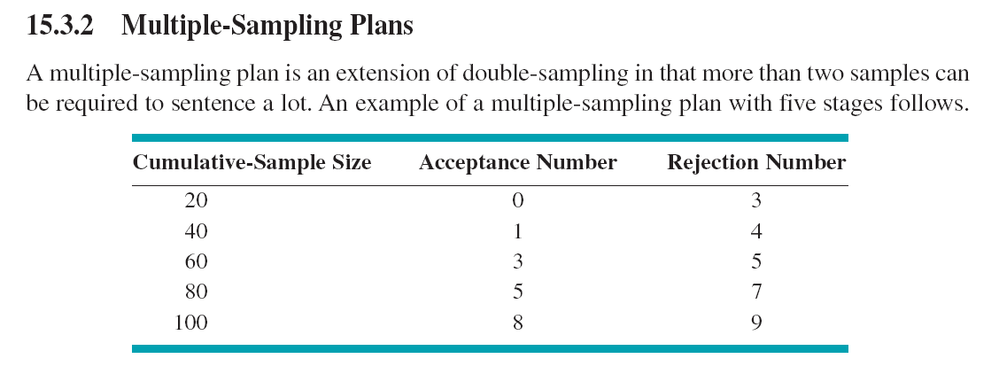 15.3.2 Multiple-Sampling Plans
A multiple-sampling plan is an extension of double-sampling in that more than two samples can
be required to sentence a lot. An example of a multiple-sampling plan with five stages follows.
Cumulative-Sample Size Acceptance Number Rejection Number
20 0 3
40 1 4
60 3 5
80 5 7
100 8 9